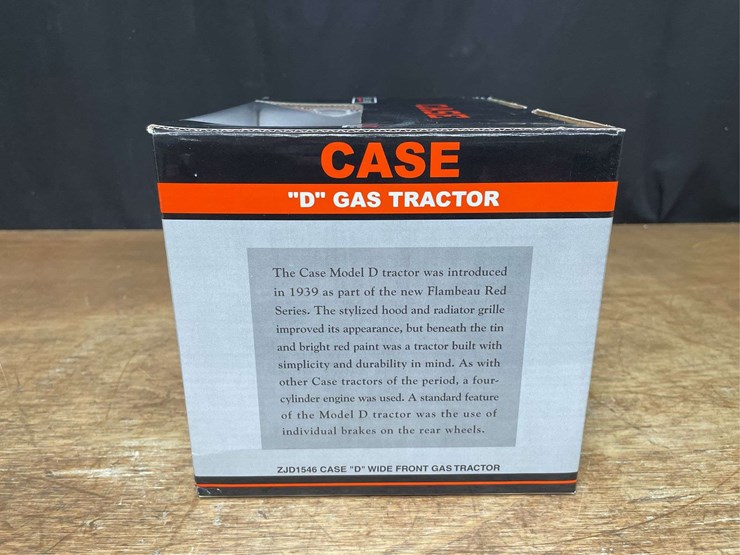 CASE
CASE
"D" GAS TRACTOR
The Case Model D tractor was introduced
in 1939 as part of the new Flambeau Red
Series. The stylized hood and radiator grille
improved its appearance, but beneath the tin
and bright red paint was a tractor built with
simplicity and durability in mind. As with
other Case tractors of the period, a four-
cylinder engine was used. A standard feature
of the Model D tractor was the use of
individual brakes on the rear wheels.
ZJD1546 CASE "D" WIDE FRONT GAS TRACTOR